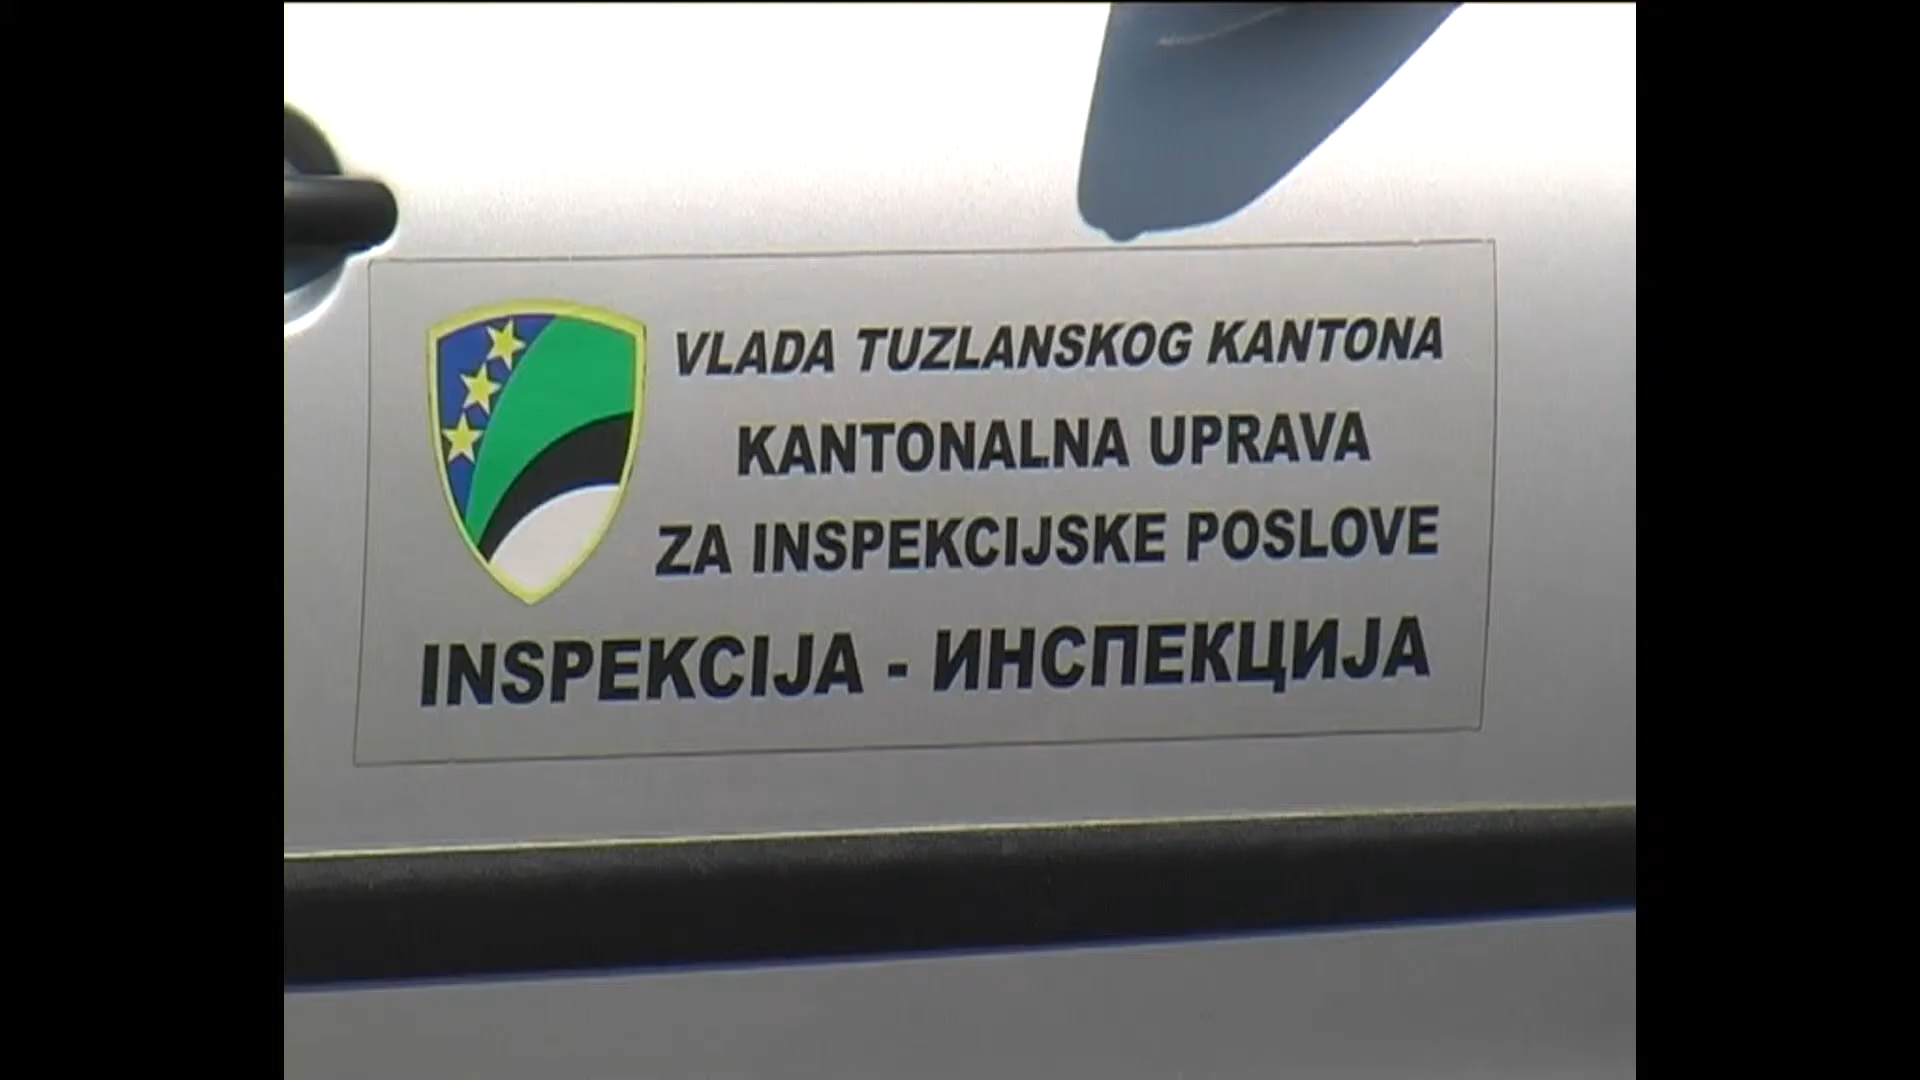 VLADA TUZLANSKOG KANTONA
KANTONALNA UPRAVA
ZA INSPEKCIJSKE POSLOVE
INSPEKCIJA - ИНСПЕКЦИЈА